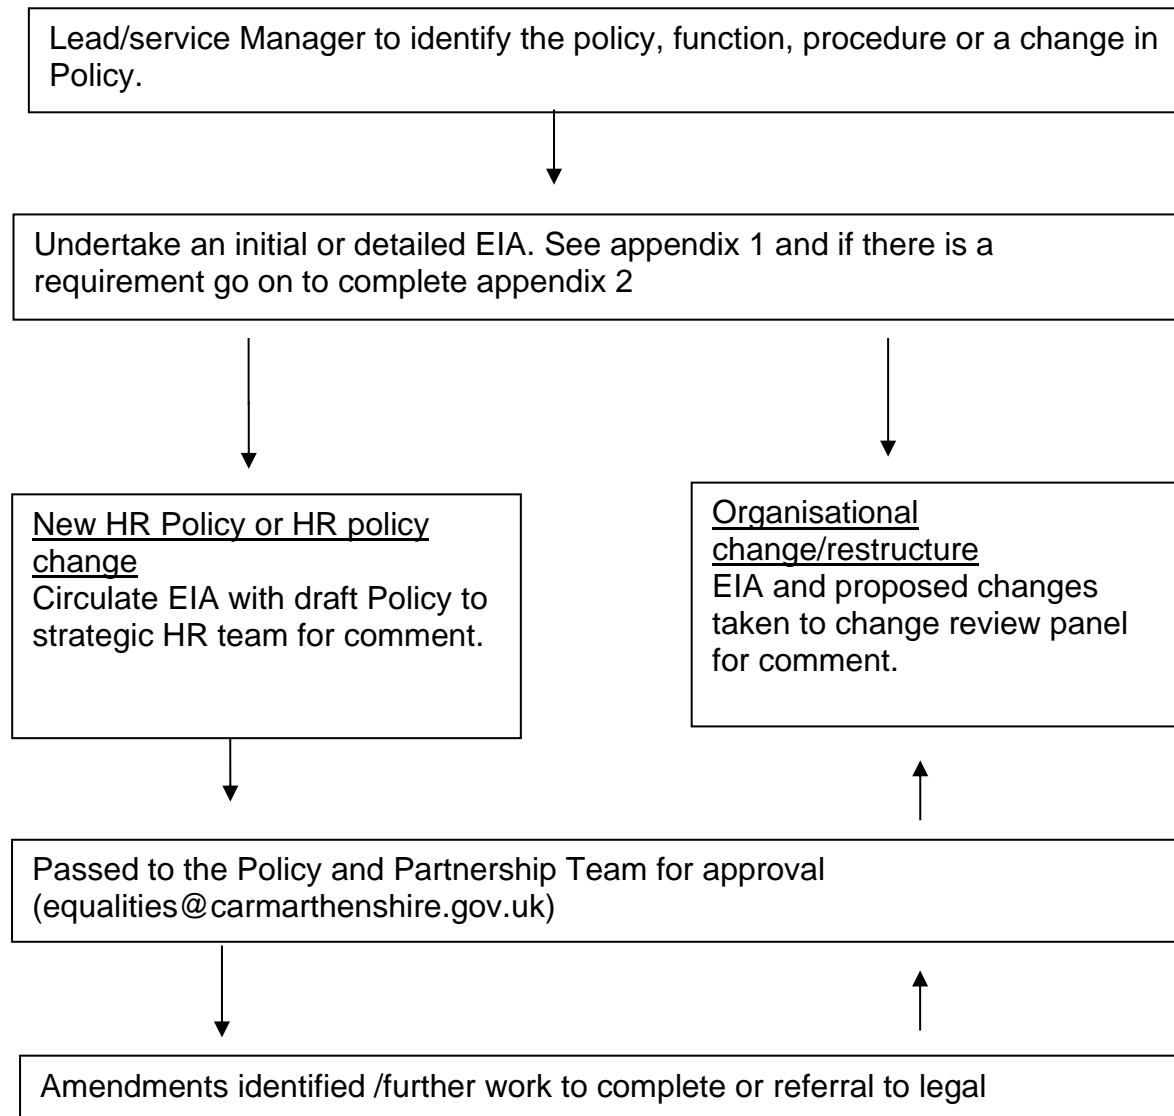 Lead/service Manager to identify the policy, function, procedure or a change in
Policy.
Undertake an initial or detailed EIA. See appendix 1 and if there is a
requirement go on to complete appendix 2
New HR Policy or HR policy
change
Circulate EIA with draft Policy to
strategic HR team for comment.
Organisational
change/restructure
EIA and proposed changes
taken to change review panel
for comment.
Passed to the Policy and Partnership Team for approval
(equalities@carmarthenshire.gov.uk)
Amendments identified /further work to complete or referral to legal